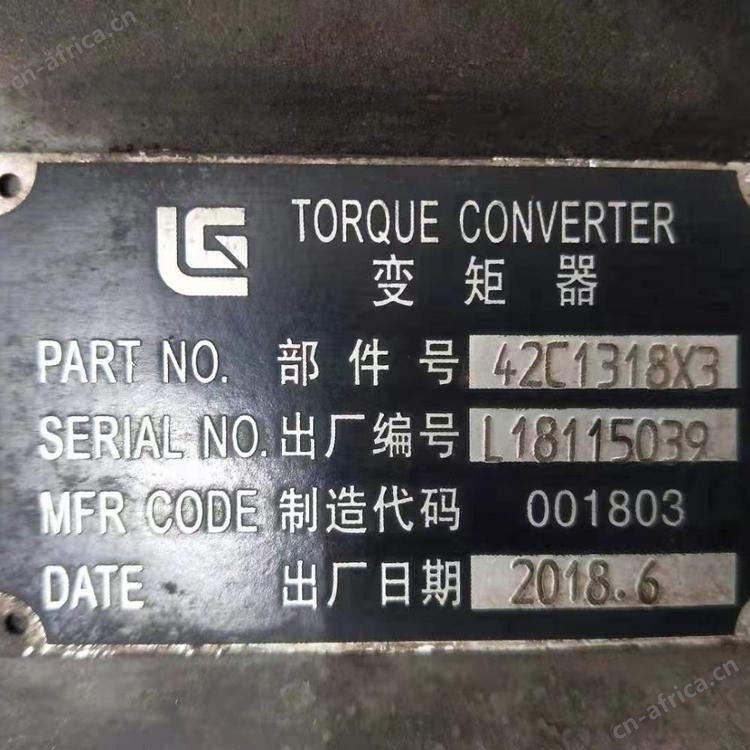 cn-africa.cn
LG TORQUE CONVERTER
变矩器
PART NO. 部件号 42C1318X3
SERIAL NO. 出厂编号 L18115039
MFR CODE 制造代码 001803
DATE 出厂日期 2018.6
cn-africa.cn